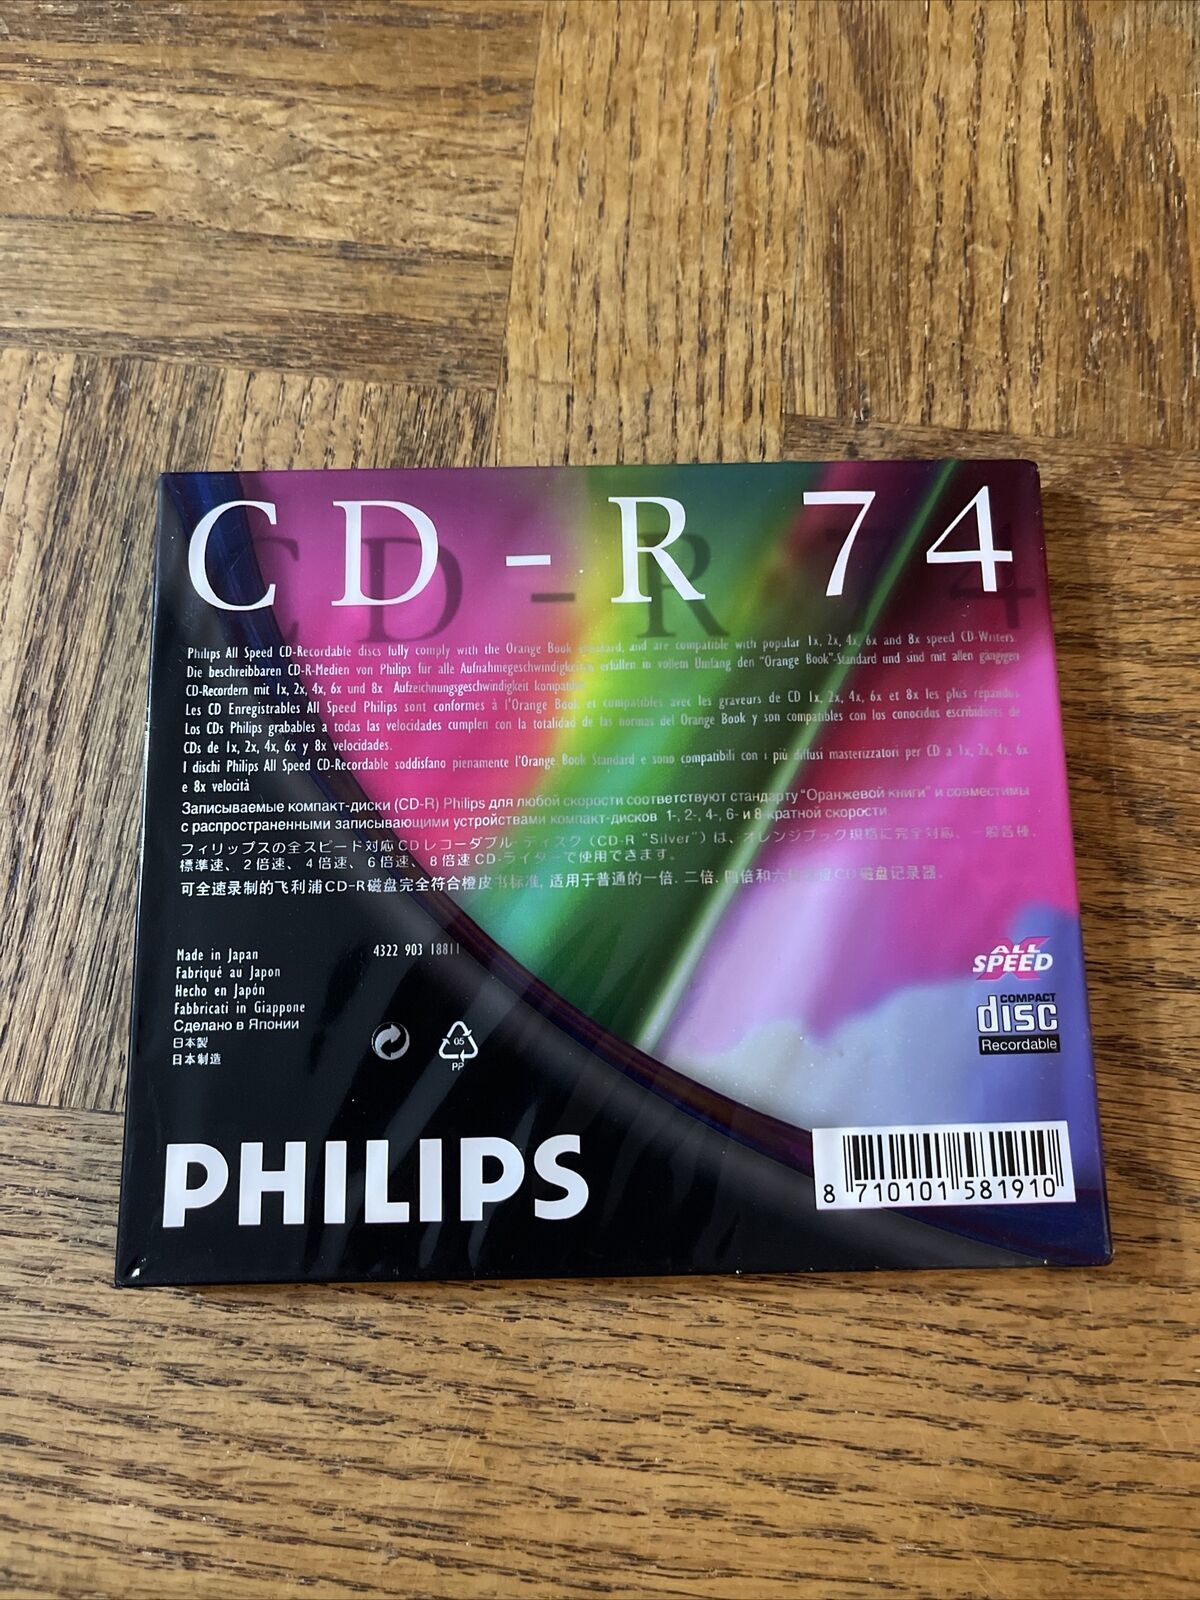 CD-R 74
Philips All Speed CD-Recordable discs fully comply with the Orange Book standard, and are compatible with popular 1x, 2x, 4x, 6x and 8x speed CD-Writers.
Die beschreibbaren CD-R-Medien von Philips für alle Aufnahmegeschwindigkeiten erfüllen in vollem Umfang den "Orange Book"-Standard und sind mit allen gängigen
CD-Recordern mit 1x, 2x, 4x, 6x und 8x Aufzeichnungsgeschwindigkeit kompatibel
Les CD Enregistrables All Speed Philips sont conformes à l'Orange Book et compatibles avec les graveurs de CD 1x, 2x, 4x, 6x et 8x les plus répandus
Los CDs Philips grabables a todas las velocidades cumplen con la totalidad de las normas del Orange Book y son compatibles con los conocidos escribidores de
CDs de 1x, 2x, 4x, 6x y 8x velocidades.
I dischi Philips All Speed CD-Recordable soddisfano pienamente l'Orange Book Standard e sono compatibili con i più diffusi masterizzatori per CD a 1x, 2x, 4x, 6x
e 8x velocità
Записываемые компакт-диски (CD-R) Philips для любой скорости соответствуют стандарту "Оранжевой книги" и совместимы
с распространенными записывающими устройствами компакт-дисков 1-, 2-, 4-, 6- и 8 кратной скорости.
フィリップスの全スピード対応CDレコーダブル・ディスク(CD-R "Silver")は、オレンジブック規格に完全対応、一般各種、
標準速、2倍速、4倍速、6倍速、8倍速CD-ライターで使用できます。
可全速录制的飞利浦CD-R磁盘完全符合橙皮书标准, 适用于普通的一倍. 二倍. 四倍和六 CD磁盘记录器.
Made in Japan
Fabriqué au Japon
Hecho en Japón
Fabbricati in Giappone
Сделано в Японии
日本製
日本制造
4322 903 18811
05
PP
X
ALL
SPEED
COMPACT
disc
Recordable
PHILIPS
8 710101 581910